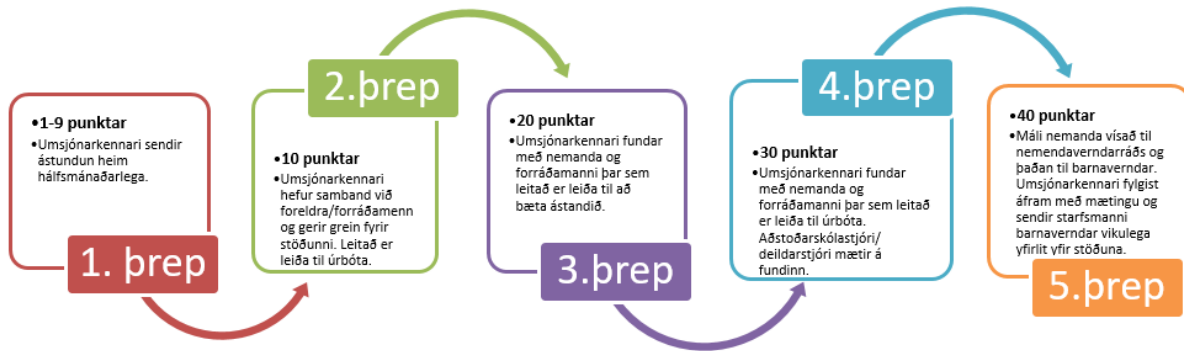 •1-9 punktar
•Umsjónarkennari sendir
ástundun heim
hálfsmánaðarlega.
1. þrep
2.þrep
•10 punktar
•Umsjónarkennari
hefur samband við
foreldra/forráðamenn
og gerir grein fyrir
stöðunni. Leitað er
leiða til úrbóta.
•20 punktar
•Umsjónarkennari fundar
með nemanda og
forráðamanni þar sem
leitað er leiða til að
bæta ástandið.
3.þrep
4.þrep
•30 punktar
•Umsjónarkennari fundar
með nemanda og
forráðamanni þar sem leitað
er leiða til úrbóta.
Aðstoðarskólastjóri/
deildarstjóri mætir á
fundinn.
•40 punktar
•Máli nemanda vísað til
nemendaverndarráðs og
þaðan til barnaverndar.
Umsjónarkennari fylgist
áfram með mætingu og
sendir starfsmanni
barnaverndar vikulega
yfirlit yfir stöðuna.
5.þrep